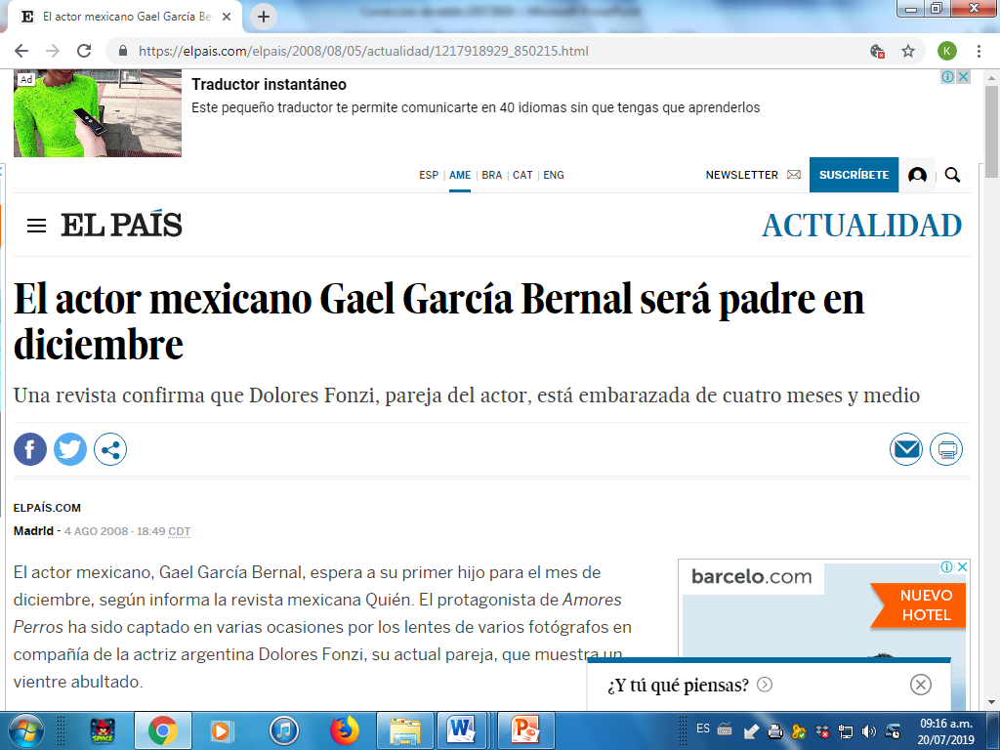 El actor mexicano Gael García Be
https://elpais.com/elpais/2008/08/05/actualidad/1217918929_850215.html
K
Ad
Traductor instantáneo
Este pequeño traductor te permite comunicarte en 40 idiomas sin que tengas que aprenderlos
ESP | AME | BRA | CAT | ENG
NEWSLETTER
SUSCRÍBETE
EL PAÍS
ACTUALIDAD
El actor mexicano Gael García Bernal será padre en
diciembre
Una revista confirma que Dolores Fonzi, pareja del actor, está embarazada de cuatro meses y medio
ELPAÍS.COM
Madrid - 4 AGO 2008 - 18:49 CDT
El actor mexicano, Gael García Bernal, espera a su primer hijo para el mes de
diciembre, según informa la revista mexicana Quién. El protagonista de Amores
Perros ha sido captado en varias ocasiones por los lentes de varios fotógrafos en
compañía de la actriz argentina Dolores Fonzi, su actual pareja, que muestra un
vientre abultado.
barcelo.com
NUEVO
HOTEL
¿Y tú qué piensas?
SPACE
ES
09:16 a.m.
20/07/2019